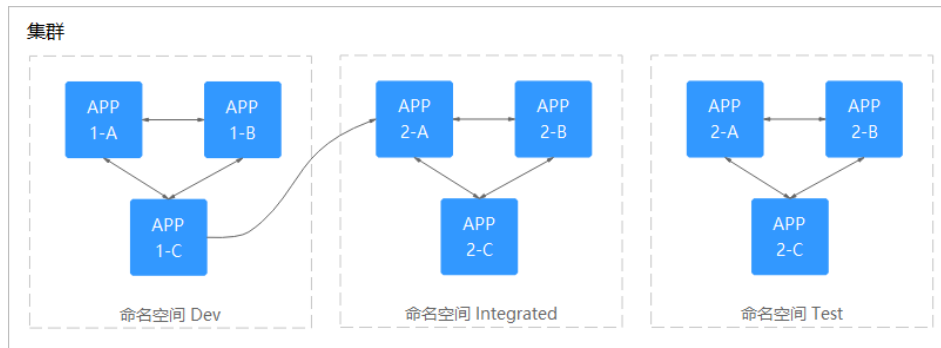 集群
APP
1-A
APP
1-B
APP
1-C
命名空间 Dev
APP
2-A
APP
2-B
APP
2-C
命名空间 Integrated
APP
2-A
APP
2-B
APP
2-C
命名空间 Test